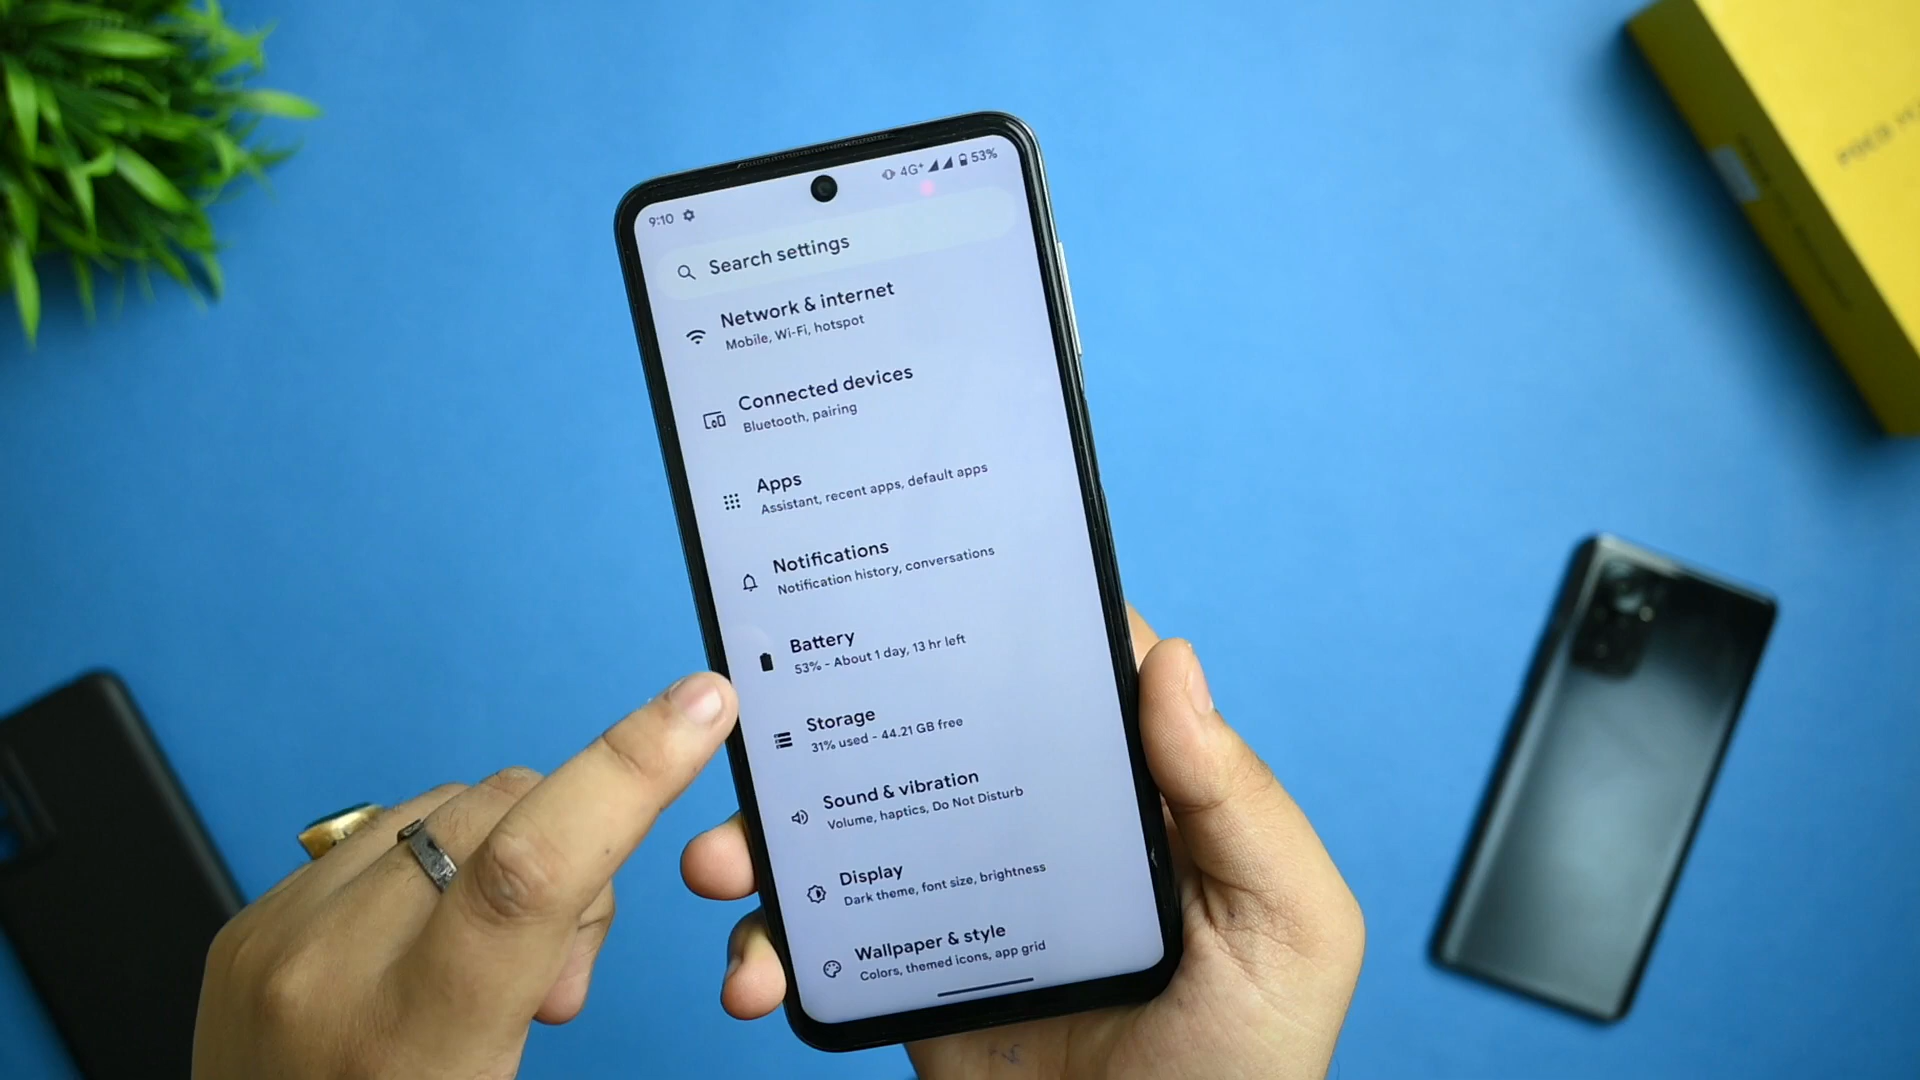 9:10 4G+ 53%
Search settings
Network & internet
Mobile, Wi-Fi, hotspot
Connected devices
Bluetooth, pairing
Apps
Assistant, recent apps, default apps
Notifications
Notification history, conversations
Battery
53% - About 1 day, 13 hr left
Storage
31% used - 44.21 GB free
Sound & vibration
Volume, haptics, Do Not Disturb
Display
Dark theme, font size, brightness
Wallpaper & style
Colors, themed icons, app grid
POCO